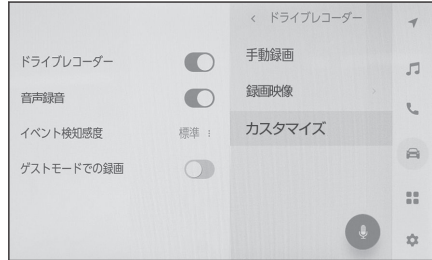 ドライブレコーダー
音声録音
イベント検知感度 標準
ゲストモードでの録画
ドライブレコーダー
手動録画
録画映像
カスタマイズ